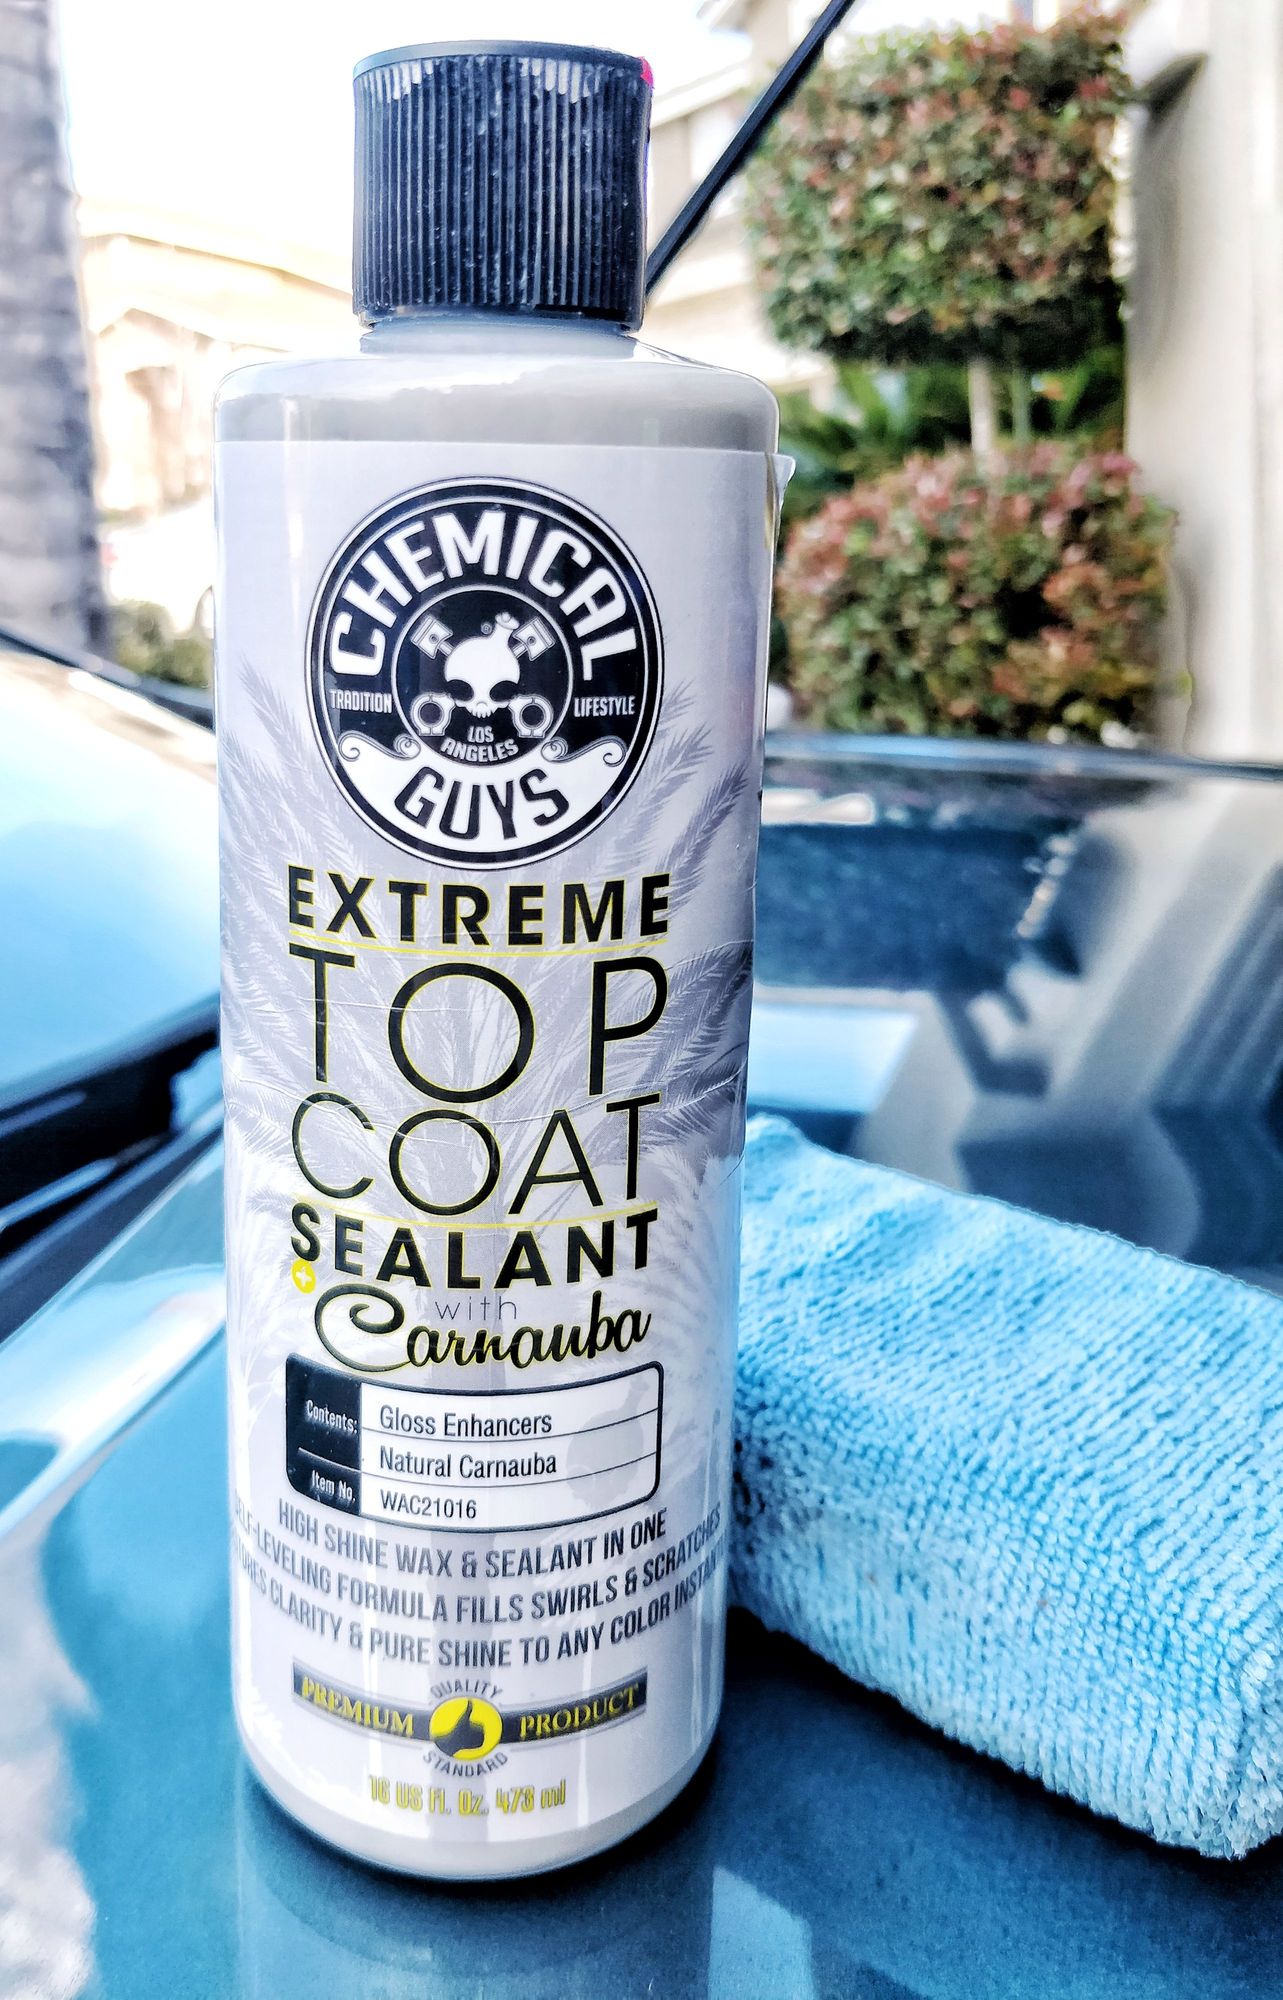 CHEMICAL
TRADITION
LIFESTYLE
LOS
ANGELES
GUYS
EXTREME
TOP
COAT
SEALANT
+ with
Carnauba
Contents: Gloss Enhancers
Natural Carnauba
Item No. WAC21016
HIGH SHINE WAX & SEALANT IN ONE
LEVELING FORMULA FILLS SWIRLS & SCRATCHES
CLARITY & PURE SHINE TO ANY COLOR
QUALITY
PREMIUM PRODUCT
STANDARD
16 US Fl. Oz. 473 ml